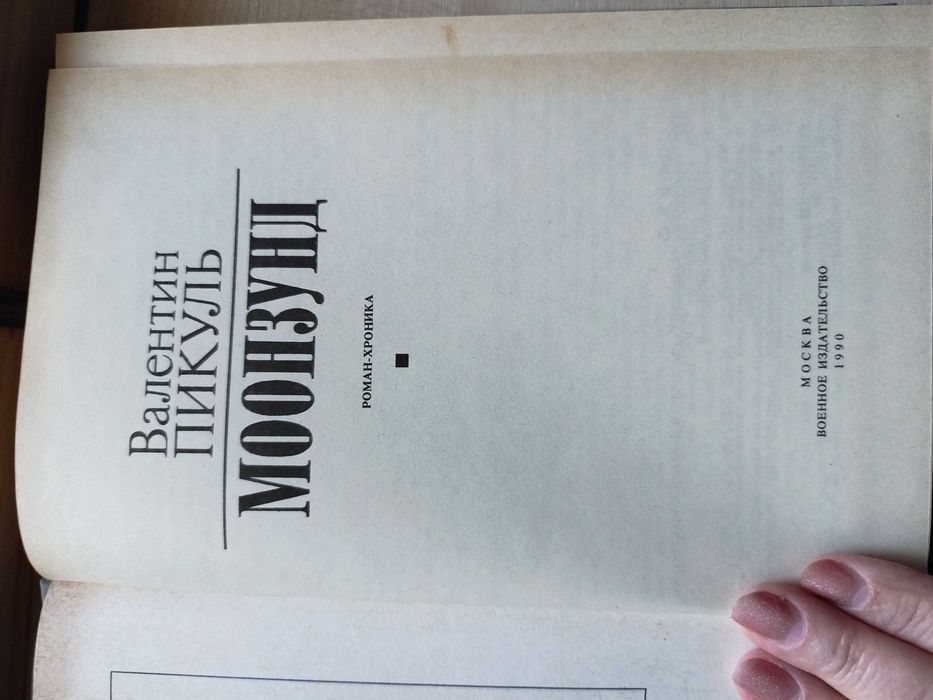 Валентин
ПИКУЛЬ
МООНЗУНД
РОМАН-ХРОНИКА
МОСКВА
ВОЕННОЕ ИЗДАТЕЛЬСТВО
1990